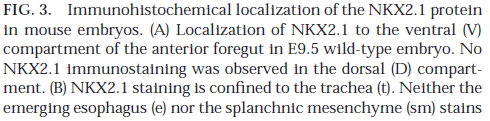 FIG. 3. Immunohistochemical localization of the NKX2.1 protein
in mouse embryos. (A) Localization of NKX2.1 to the ventral (V)
compartment of the anterior foregut in E9.5 wild-type embryo. No
NKX2.1 immunostaining was observed in the dorsal (D) compart-
ment. (B) NKX2.1 staining is confined to the trachea (t). Neither the
emerging esophagus (e) nor the splanchnic mesenchyme (sm) stains